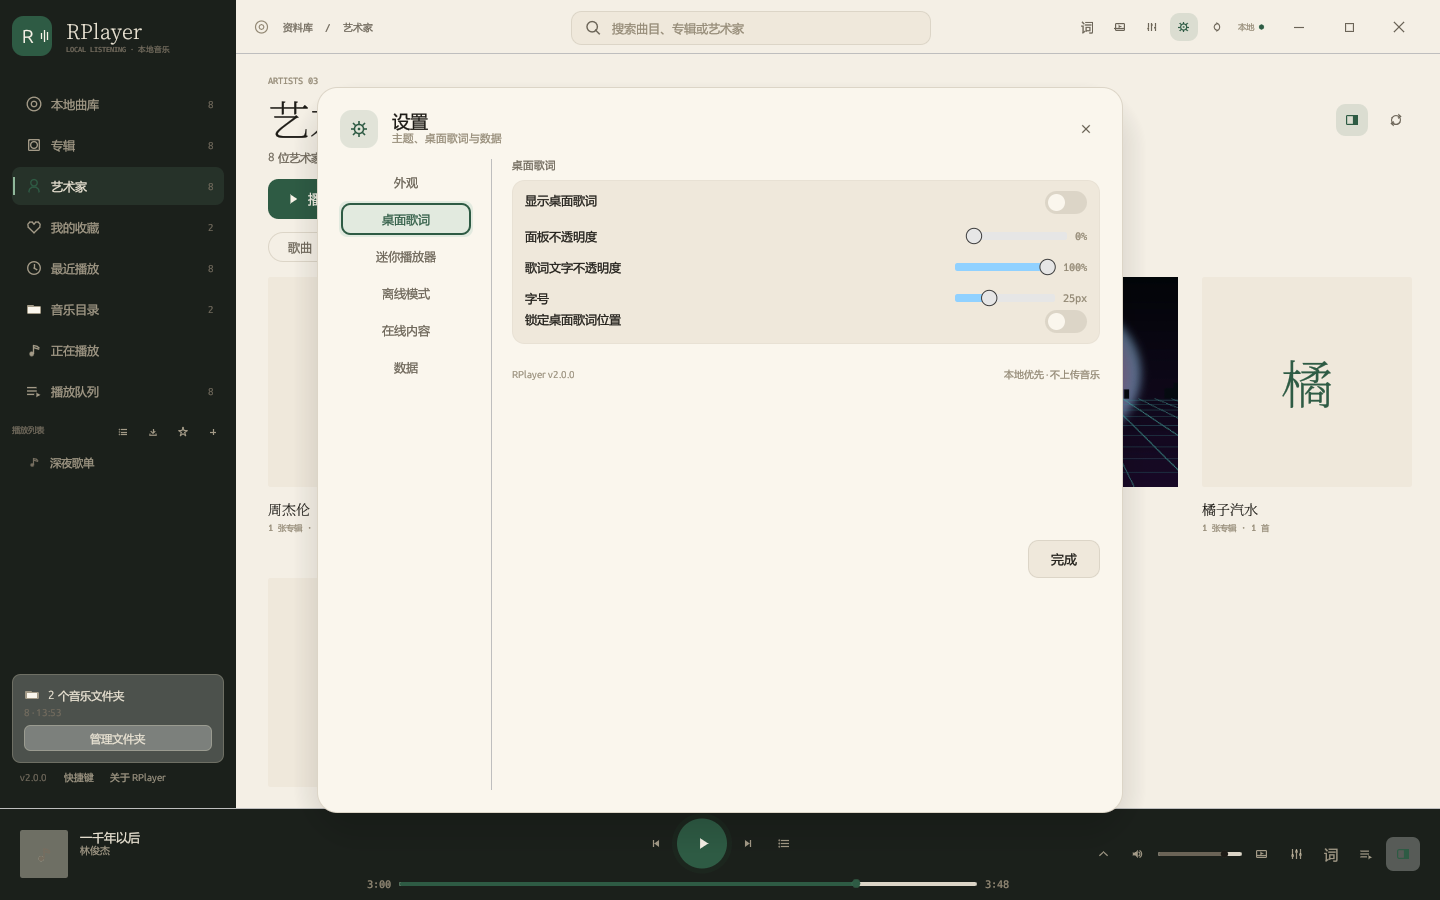 RPlayer
LOCAL LISTENING · 本地音乐
本地曲库 8
专辑 8
艺术家 8
我的收藏 2
最近播放 8
音乐目录 2
正在播放
播放队列 8
播放列表
深夜歌单
2 个音乐文件夹
8 · 13:53
管理文件夹
v2.0.0 快捷键 关于 RPlayer
资料库 / 艺术家
搜索曲目、专辑或艺术家
词
本地
ARTISTS 03
艺
8 位艺术家
播
歌曲
周杰伦
1 张专辑 ·
橘
橘子汽水
1 张专辑 · 1 首
设置
主题、桌面歌词与数据
外观
桌面歌词
迷你播放器
离线模式
在线内容
数据
桌面歌词
显示桌面歌词
面板不透明度 0%
歌词文字不透明度 100%
字号 25px
锁定桌面歌词位置
RPlayer v2.0.0 本地优先 · 不上传音乐
完成
一千年以后
林俊杰
3:00 3:48
词